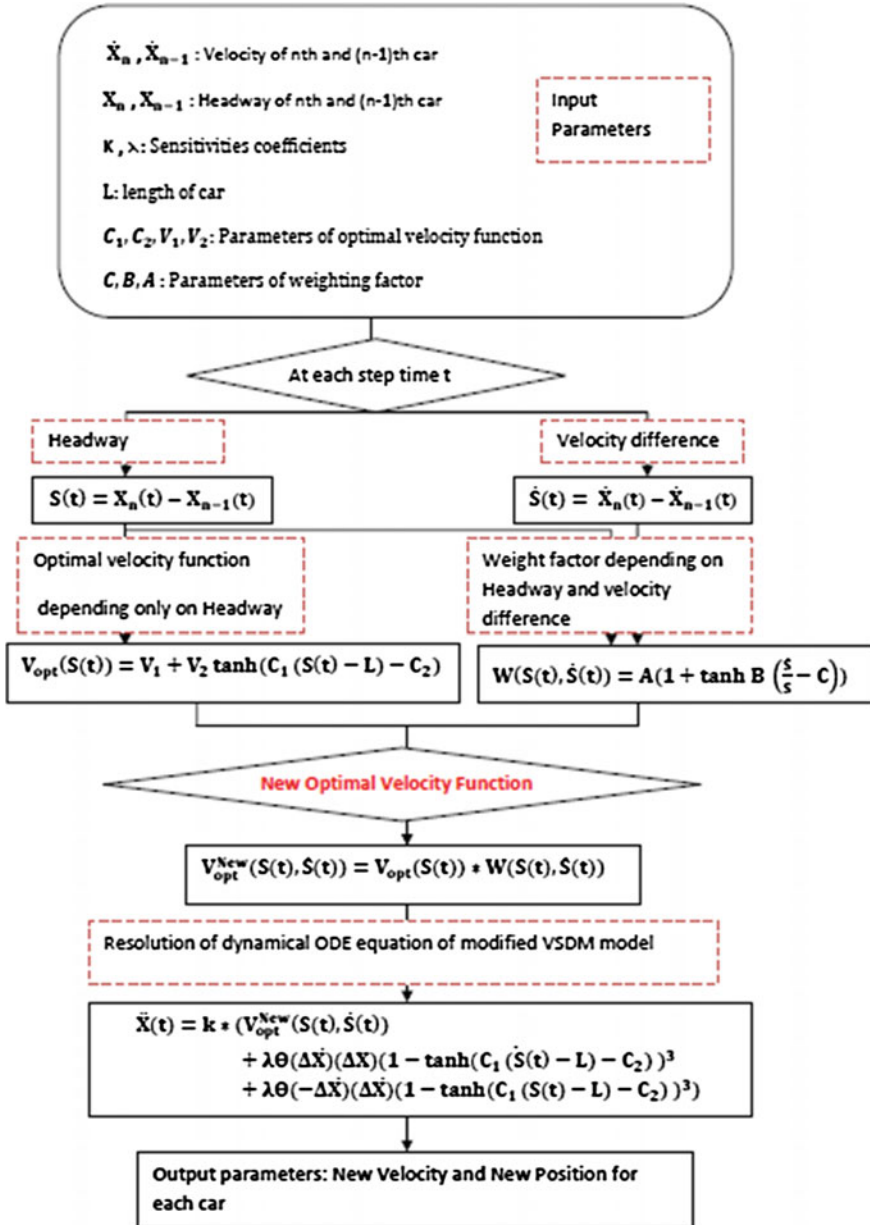 Ẋₙ , Ẋₙ₋₁ : Velocity of nth and (n-1)th car
Xₙ , Xₙ₋₁ : Headway of nth and (n-1)th car
Input
Parameters
K , λ: Sensitivities coefficients
L: length of car
C₁, C₂, V₁, V₂: Parameters of optimal velocity function
C, B, A : Parameters of weighting factor
At each step time t
Headway
Velocity difference
S(t) = Xₙ(t) − Xₙ₋₁(t)
Ṡ(t) = Ẋₙ(t) − Ẋₙ₋₁(t)
Optimal velocity function
depending only on Headway
Weight factor depending on
Headway and velocity
difference
V_opt(S(t)) = V₁ + V₂ tanh(C₁ (S(t) − L) − C₂)
W(S(t), Ṡ(t)) = A(1 + tanh B (s/s − C))
New Optimal Velocity Function
V_opt^New(S(t), Ṡ(t)) = V_opt(S(t)) * W(S(t), Ṡ(t))
Resolution of dynamical ODE equation of modified VSDM model
Ẍ(t) = k * (V_opt^New(S(t), Ṡ(t))
+ λθ(ΔẊ)(ΔX)(1 − tanh(C₁ (Ṡ(t) − L) − C₂) )³
+ λθ(−ΔẊ)(ΔẊ)(1 − tanh(C₁ (S(t) − L) − C₂) )³)
Output parameters: New Velocity and New Position for
each car